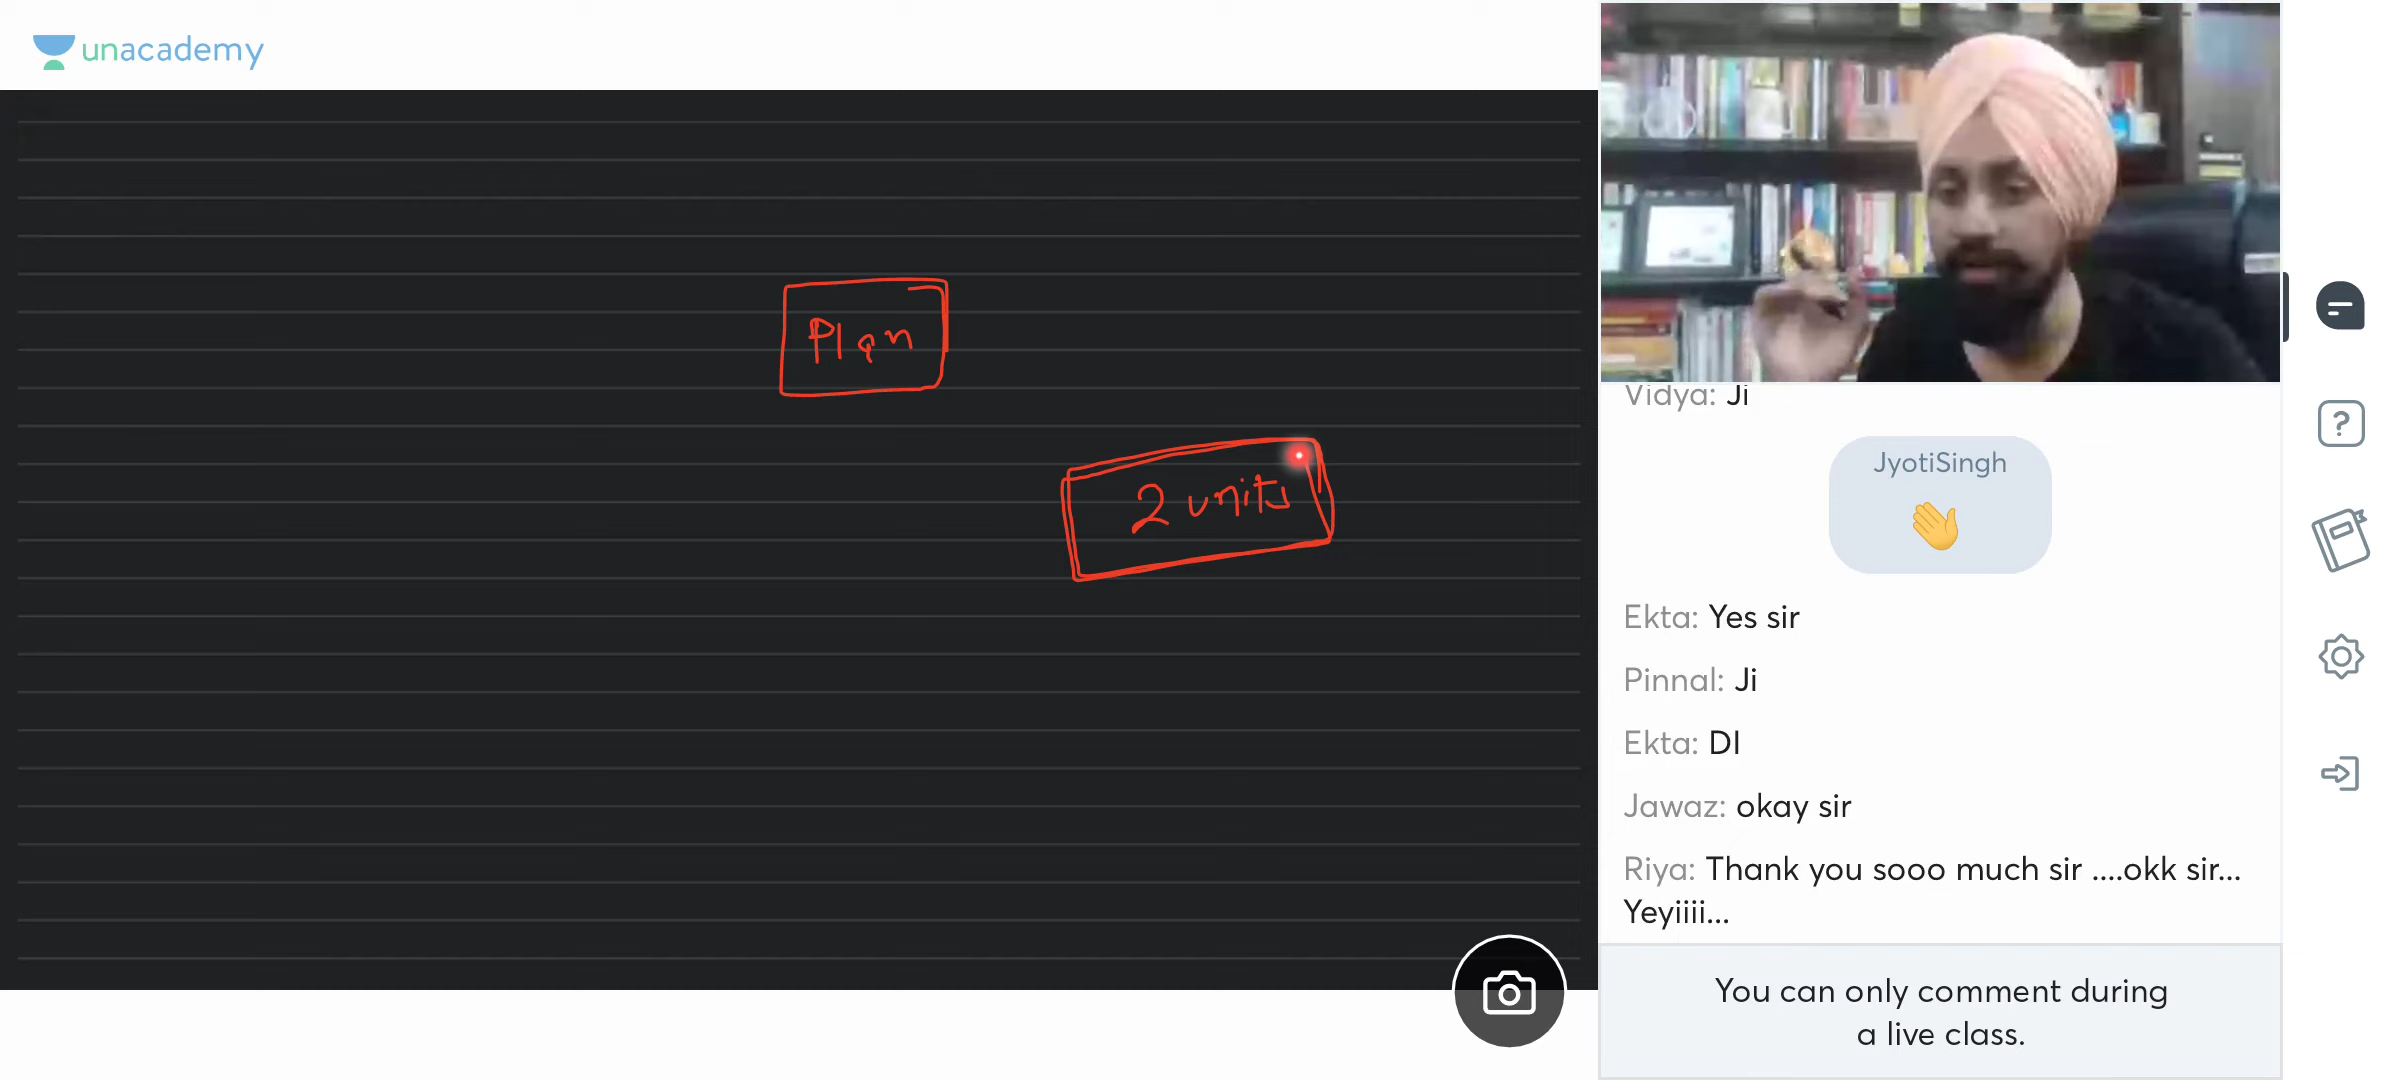 unacademy
Plan
2 units
Vidya: Ji
JyotiSingh
Ekta: Yes sir
Pinnal: Ji
Ekta: DI
Jawaz: okay sir
Riya: Thank you sooo much sir ....okk sir...
Yeyiiii...
You can only comment during
a live class.